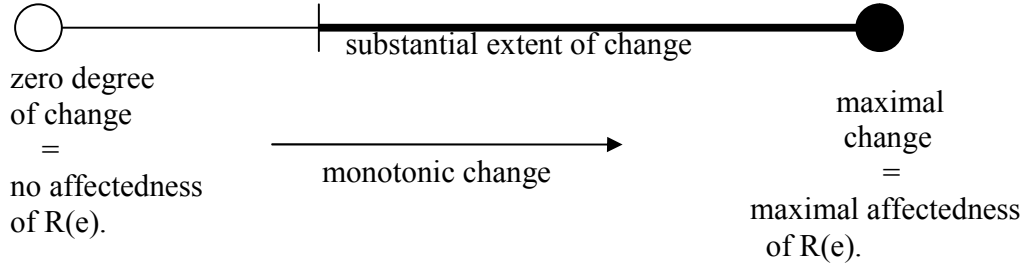 substantial extent of change
zero degree
of change
=
no affectedness
of R(e).
monotonic change
maximal
change
=
maximal affectedness
of R(e).